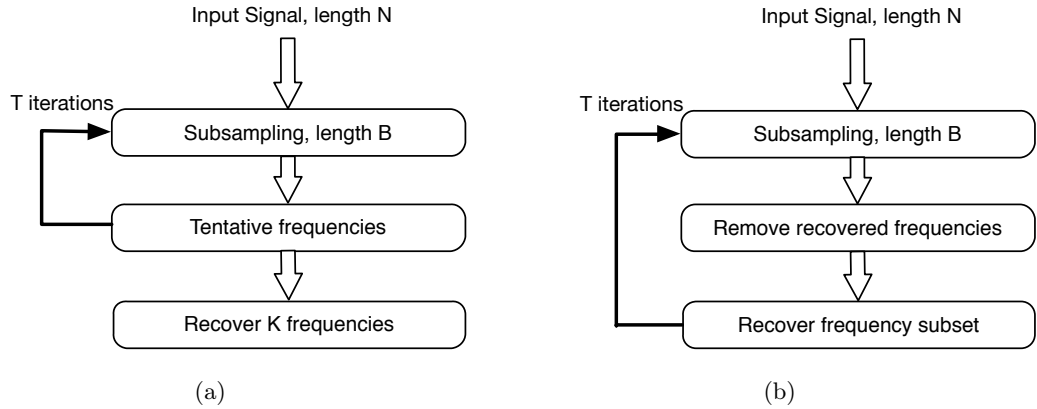 Input Signal, length N
T iterations
Subsampling, length B
Tentative frequencies
Recover K frequencies
(a)
Input Signal, length N
T iterations
Subsampling, length B
Remove recovered frequencies
Recover frequency subset
(b)